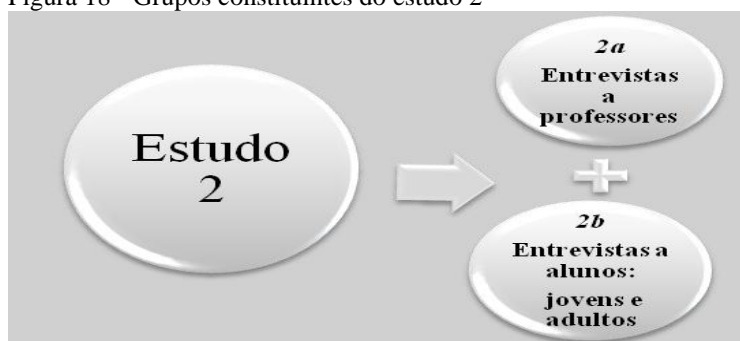 Figura 18 - Grupos constituintes do estudo 2
Estudo
2
2a
Entrevistas
a
professores
2b
Entrevistas a
alunos:
jovens e
adultos